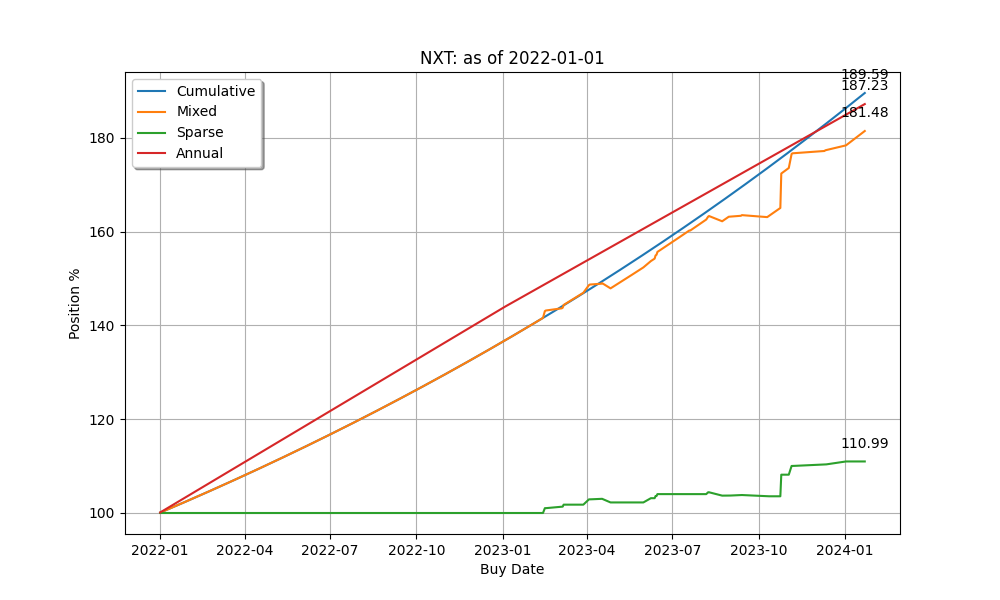 NXT: as of 2022-01-01
189.59
187.23
181.48
110.99
Cumulative
Mixed
Sparse
Annual
Position %
180
160
140
120
100
2022-01 2022-04 2022-07 2022-10 2023-01 2023-04 2023-07 2023-10 2024-01
Buy Date